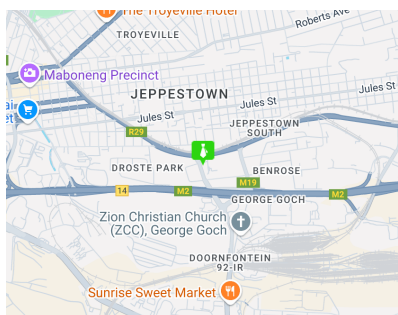 The Troyeville Hotel
Roberts Ave
TROYEVILLE
Maboneng Precinct
JEPPESTOWN
Jules St
Jules St
Jules St
R29
JEPPESTOWN
SOUTH
DROSTE PARK
BENROSE
M19
14
M2
M2
GEORGE GOCH
Zion Christian Church
(ZCC), George Goch
DOORNFONTEIN
92-IR
Sunrise Sweet Market